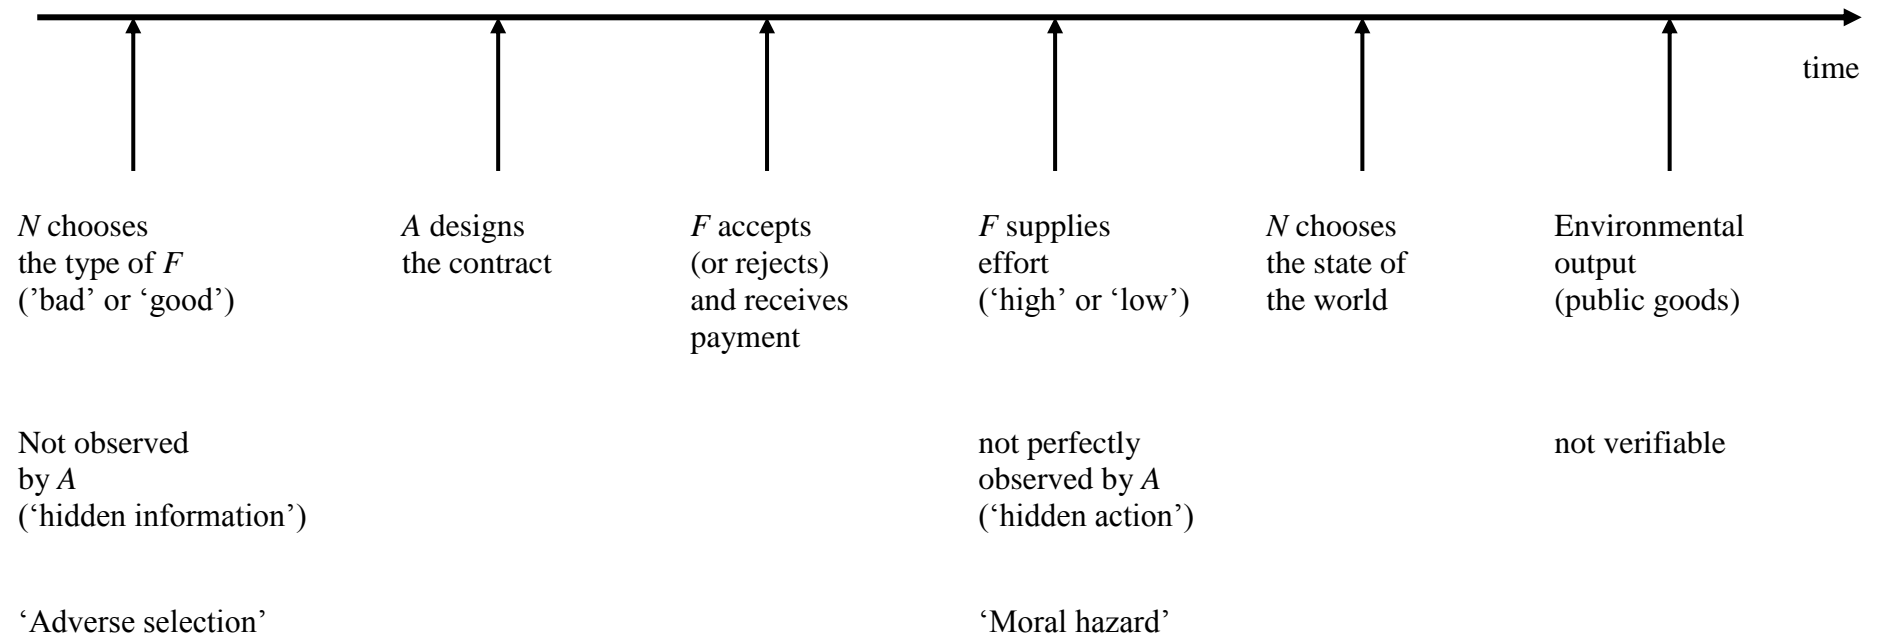 time
N chooses
the type of F
(’bad’ or ‘good’)
A designs
the contract
F accepts
(or rejects)
and receives
payment
F supplies
effort
(‘high’ or ‘low’)
N chooses
the state of
the world
Environmental
output
(public goods)
Not observed
by A
(‘hidden information’)
not perfectly
observed by A
(‘hidden action’)
not verifiable
‘Adverse selection’
‘Moral hazard’